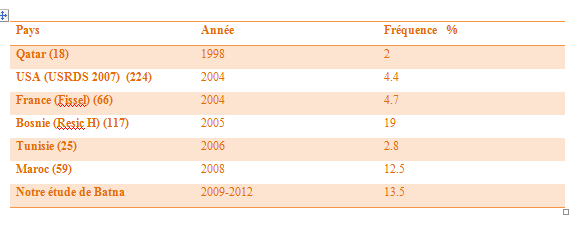 Pays Année Fréquence %
Qatar (18) 1998 2
USA (USRDS 2007) (224) 2004 4.4
France (Fissel) (66) 2004 4.7
Bosnie (Resic H) (117) 2005 19
Tunisie (25) 2006 2.8
Maroc (59) 2008 12.5
Notre étude de Batna 2009-2012 13.5